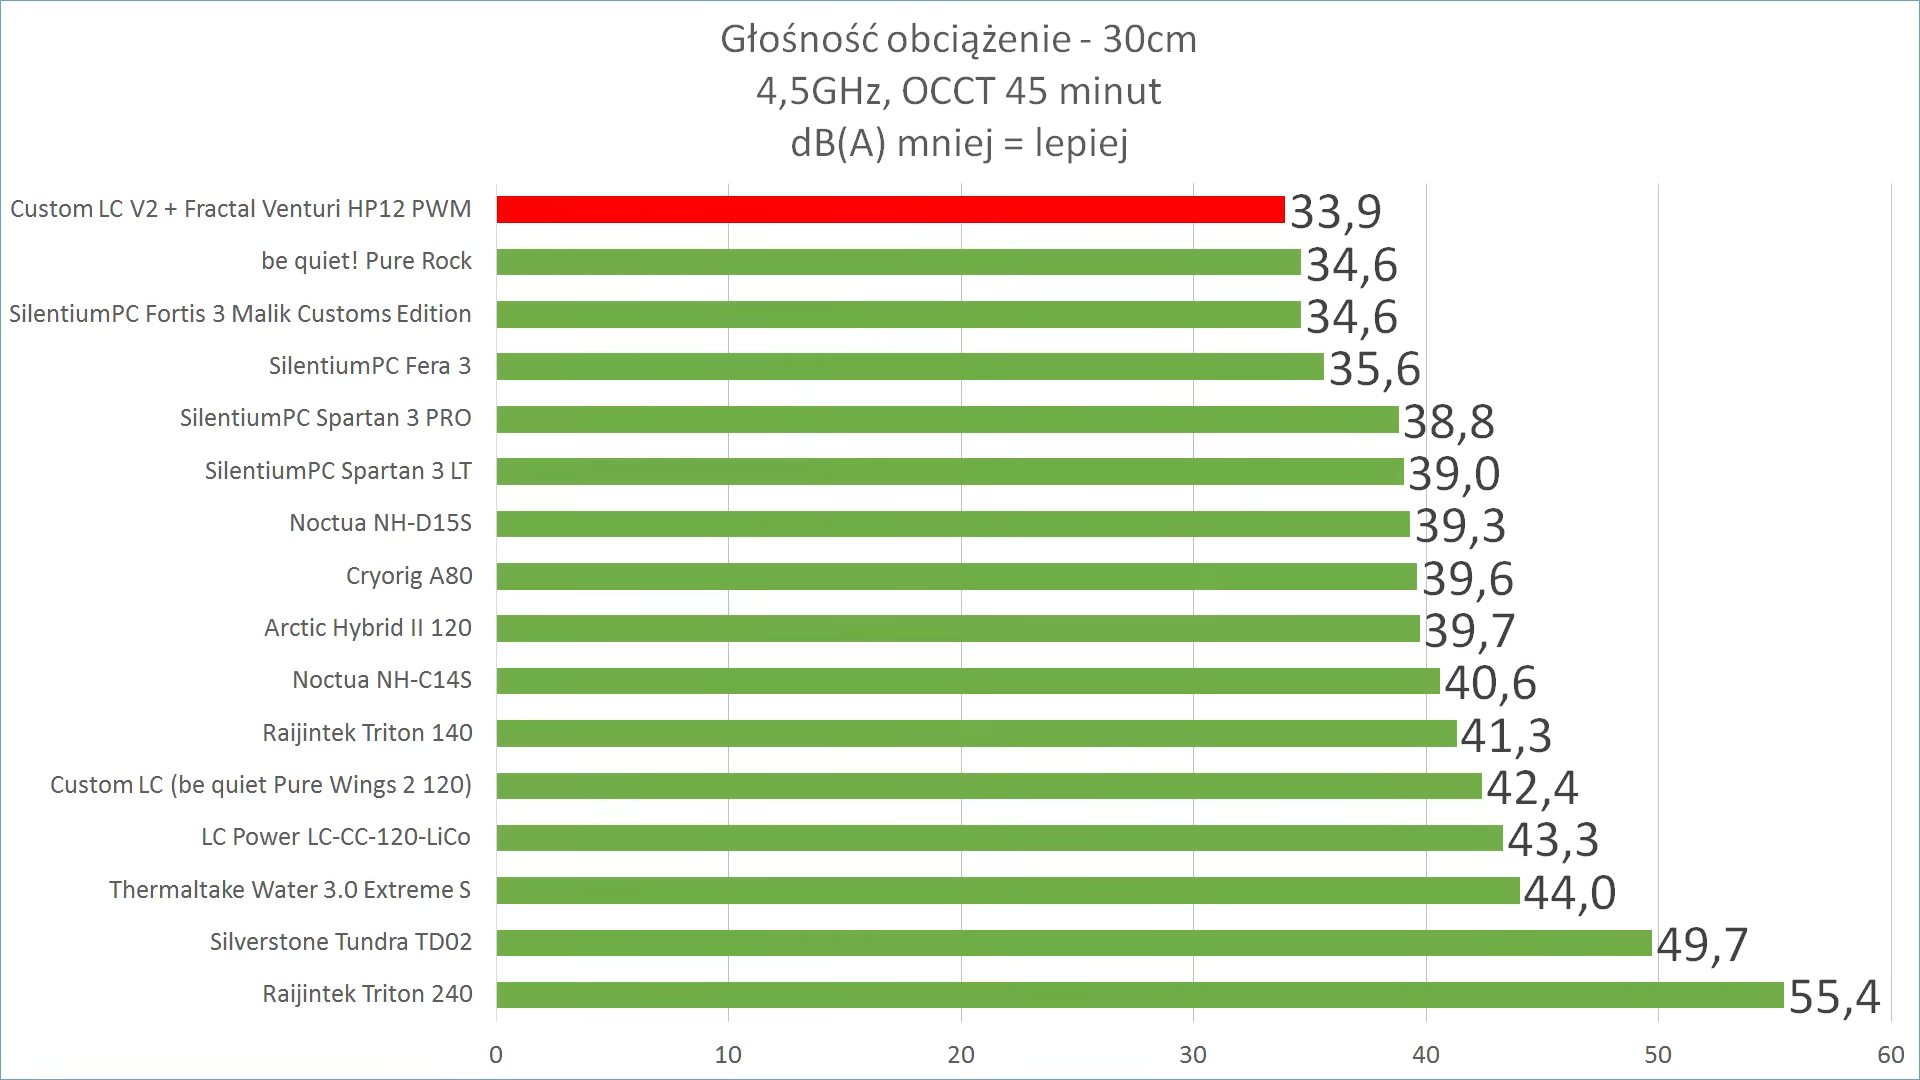 Głośność obciążenie - 30cm
4,5GHz, OCCT 45 minut
dB(A) mniej = lepiej
Custom LC V2 + Fractal Venturi HP12 PWM 33,9
be quiet! Pure Rock 34,6
SilentiumPC Fortis 3 Malik Customs Edition 34,6
SilentiumPC Fera 3 35,6
SilentiumPC Spartan 3 PRO 38,8
SilentiumPC Spartan 3 LT 39,0
Noctua NH-D15S 39,3
Cryorig A80 39,6
Arctic Hybrid II 120 39,7
Noctua NH-C14S 40,6
Raijintek Triton 140 41,3
Custom LC (be quiet Pure Wings 2 120) 42,4
LC Power LC-CC-120-LiCo 43,3
Thermaltake Water 3.0 Extreme S 44,0
Silverstone Tundra TD02 49,7
Raijintek Triton 240 55,4
0 10 20 30 40 50 60